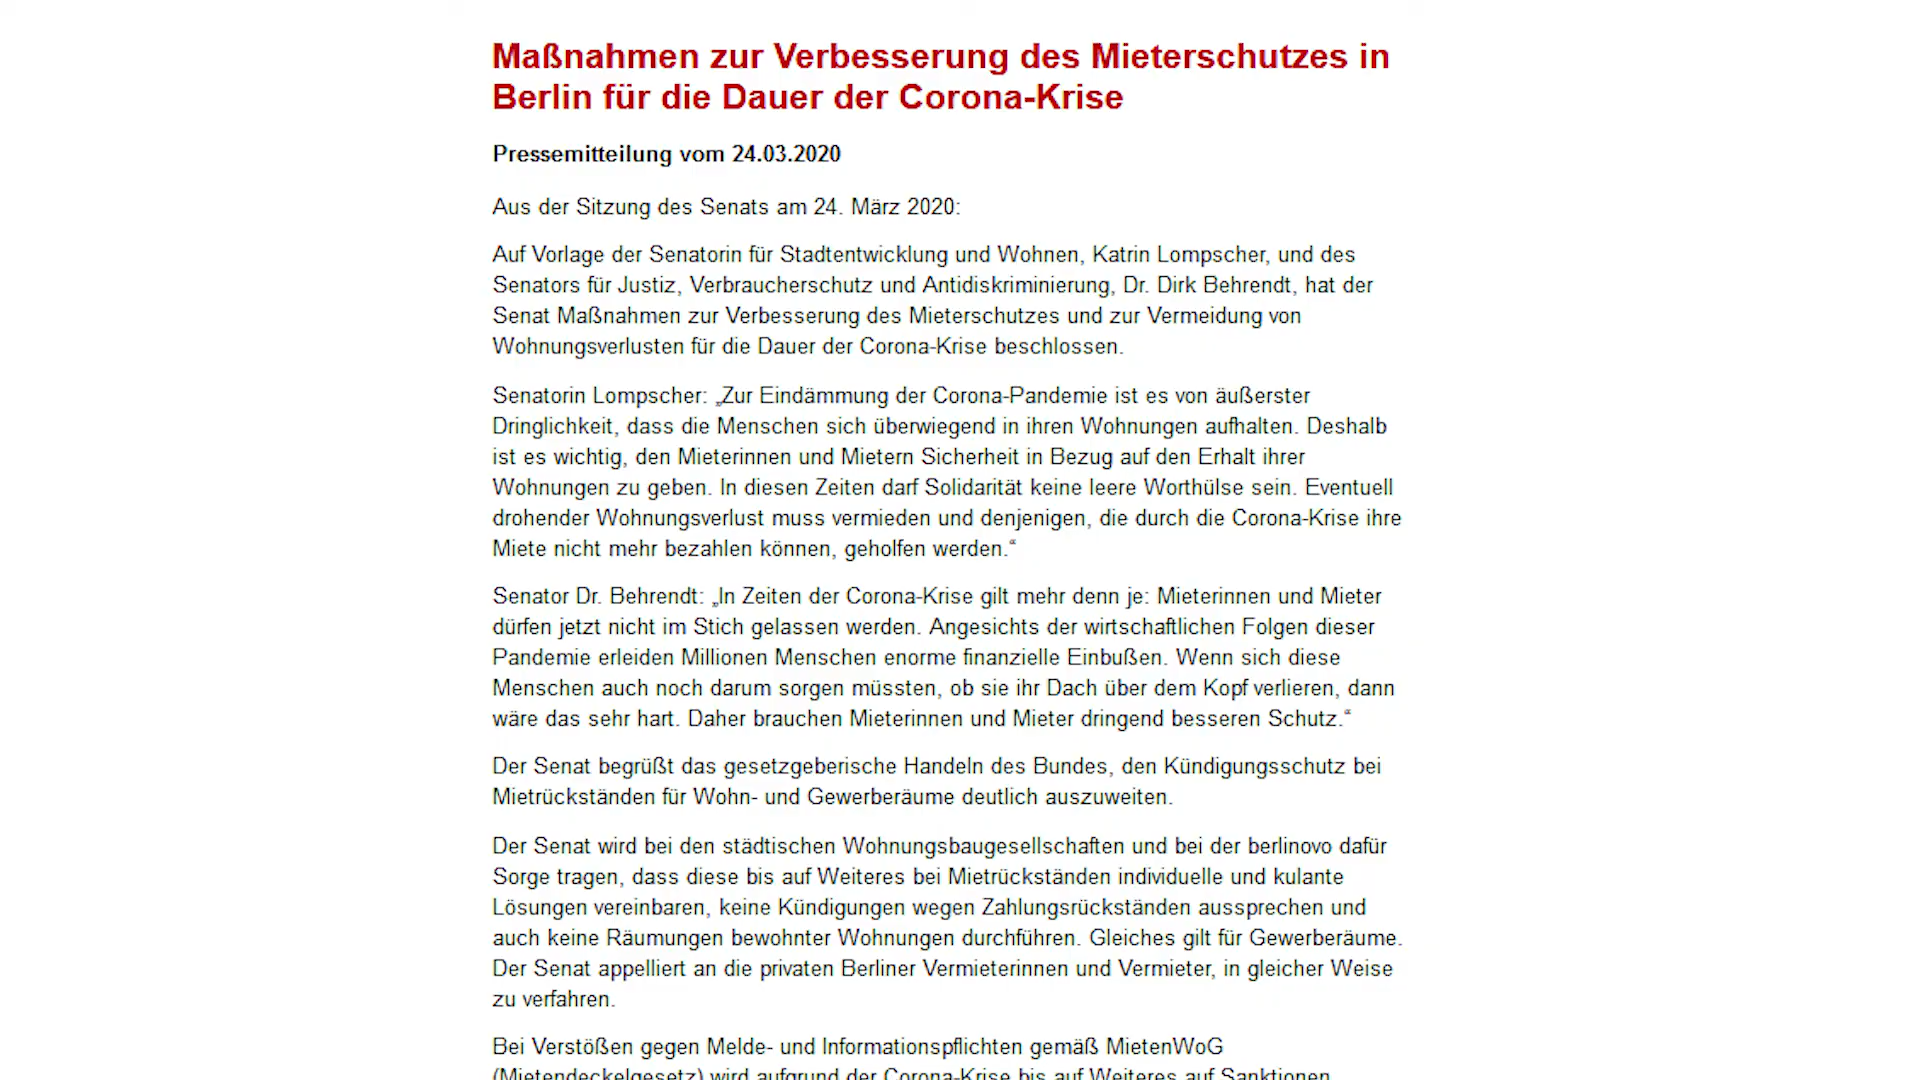 Maßnahmen zur Verbesserung des Mieterschutzes in
Berlin für die Dauer der Corona-Krise
Pressemitteilung vom 24.03.2020
Aus der Sitzung des Senats am 24. März 2020:
Auf Vorlage der Senatorin für Stadtentwicklung und Wohnen, Katrin Lompscher, und des
Senators für Justiz, Verbraucherschutz und Antidiskriminierung, Dr. Dirk Behrendt, hat der
Senat Maßnahmen zur Verbesserung des Mieterschutzes und zur Vermeidung von
Wohnungsverlusten für die Dauer der Corona-Krise beschlossen.
Senatorin Lompscher: „Zur Eindämmung der Corona-Pandemie ist es von äußerster
Dringlichkeit, dass die Menschen sich überwiegend in ihren Wohnungen aufhalten. Deshalb
ist es wichtig, den Mieterinnen und Mietern Sicherheit in Bezug auf den Erhalt ihrer
Wohnungen zu geben. In diesen Zeiten darf Solidarität keine leere Worthülse sein. Eventuell
drohender Wohnungsverlust muss vermieden und denjenigen, die durch die Corona-Krise ihre
Miete nicht mehr bezahlen können, geholfen werden.“
Senator Dr. Behrendt: „In Zeiten der Corona-Krise gilt mehr denn je: Mieterinnen und Mieter
dürfen jetzt nicht im Stich gelassen werden. Angesichts der wirtschaftlichen Folgen dieser
Pandemie erleiden Millionen Menschen enorme finanzielle Einbußen. Wenn sich diese
Menschen auch noch darum sorgen müssten, ob sie ihr Dach über dem Kopf verlieren, dann
wäre das sehr hart. Daher brauchen Mieterinnen und Mieter dringend besseren Schutz.“
Der Senat begrüßt das gesetzgeberische Handeln des Bundes, den Kündigungsschutz bei
Mietrückständen für Wohn- und Gewerberäume deutlich auszuweiten.
Der Senat wird bei den städtischen Wohnungsbaugesellschaften und bei der berlinovo dafür
Sorge tragen, dass diese bis auf Weiteres bei Mietrückständen individuelle und kulante
Lösungen vereinbaren, keine Kündigungen wegen Zahlungsrückständen aussprechen und
auch keine Räumungen bewohnter Wohnungen durchführen. Gleiches gilt für Gewerberäume.
Der Senat appelliert an die privaten Berliner Vermieterinnen und Vermieter, in gleicher Weise
zu verfahren.
Bei Verstößen gegen Melde- und Informationspflichten gemäß MietenWoG
(Mietendeckelgesetz) wird aufgrund der Corona-Krise bis auf Weiteres auf Sanktionen